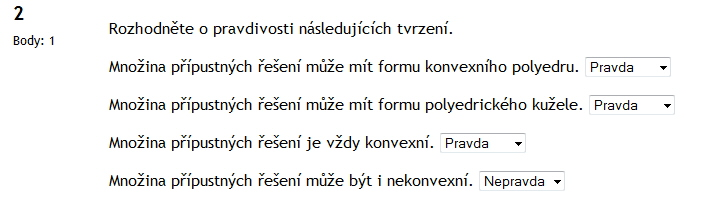 2
Body: 1
Rozhodněte o pravdivosti následujících tvrzení.
Množina přípustných řešení může mít formu konvexního polyedru. Pravda
Množina přípustných řešení může mít formu polyedrického kužele. Pravda
Množina přípustných řešení je vždy konvexní. Pravda
Množina přípustných řešení může být i nekonvexní. Nepravda